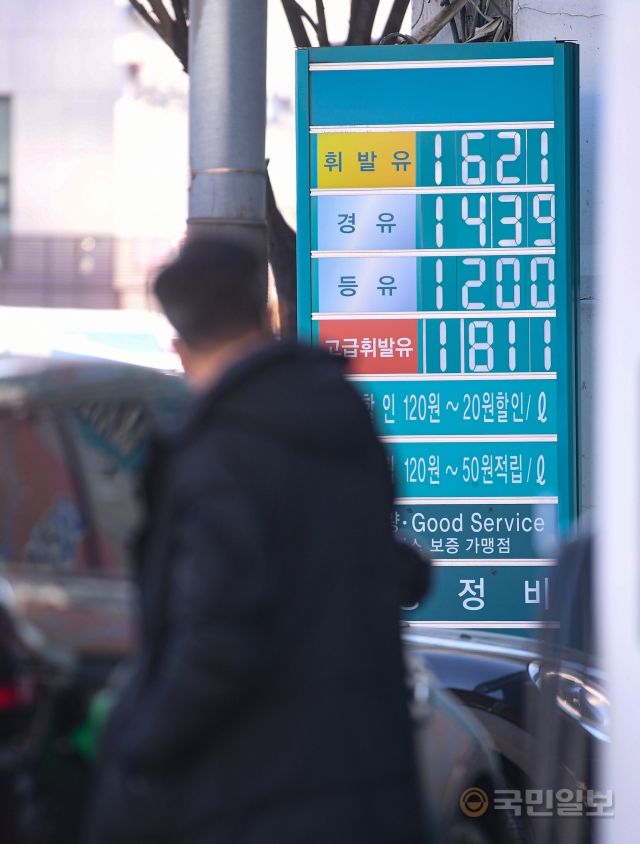 휘발유 1621
경유 1439
등유 1200
고급휘발유 1811
할인 120원~20원할인/ℓ
120원~50원적립/ℓ
·Good Service
보증 가맹점
정비
국민일보